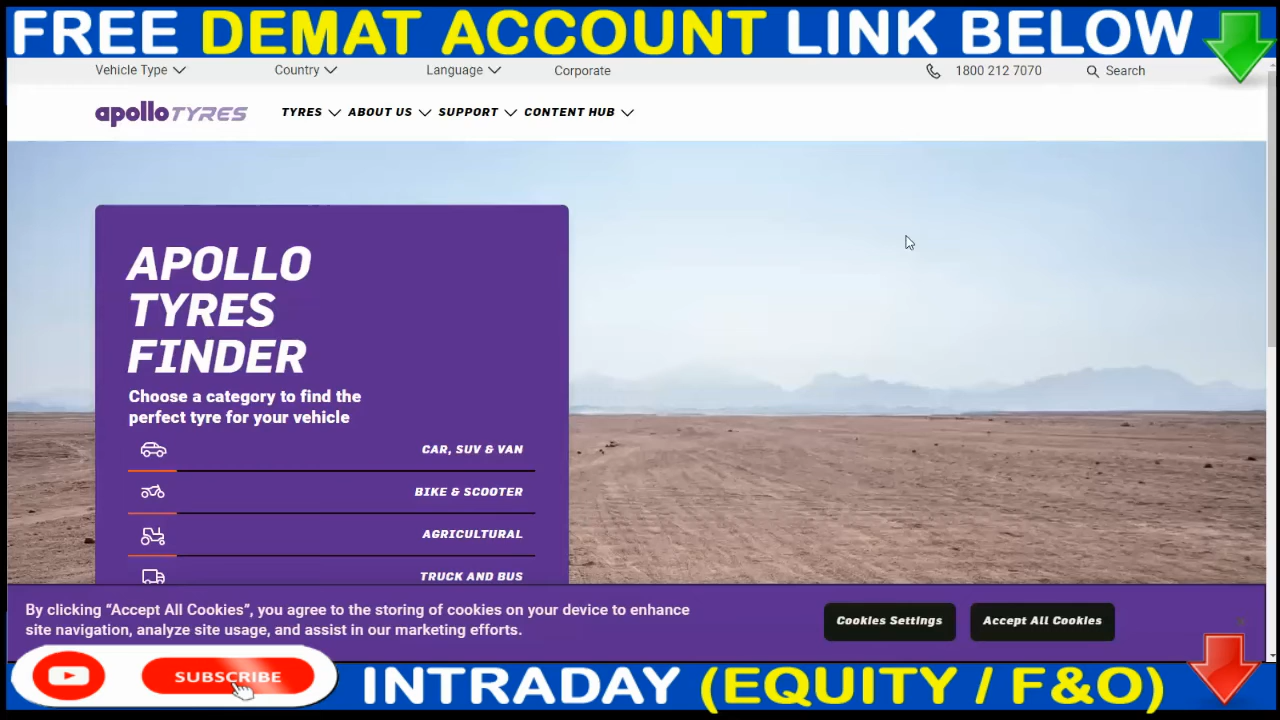 FREE DEMAT ACCOUNT LINK BELOW
Vehicle Type Country Language Corporate 1800 212 7070 Search
apollo TYRES TYRES ABOUT US SUPPORT CONTENT HUB
APOLLO
TYRES
FINDER
Choose a category to find the
perfect tyre for your vehicle
CAR, SUV & VAN
BIKE & SCOOTER
AGRICULTURAL
TRUCK AND BUS
By clicking “Accept All Cookies”, you agree to the storing of cookies on your device to enhance
site navigation, analyze site usage, and assist in our marketing efforts.
Cookies Settings Accept All Cookies
SUBSCRIBE
INTRADAY (EQUITY / F&O)